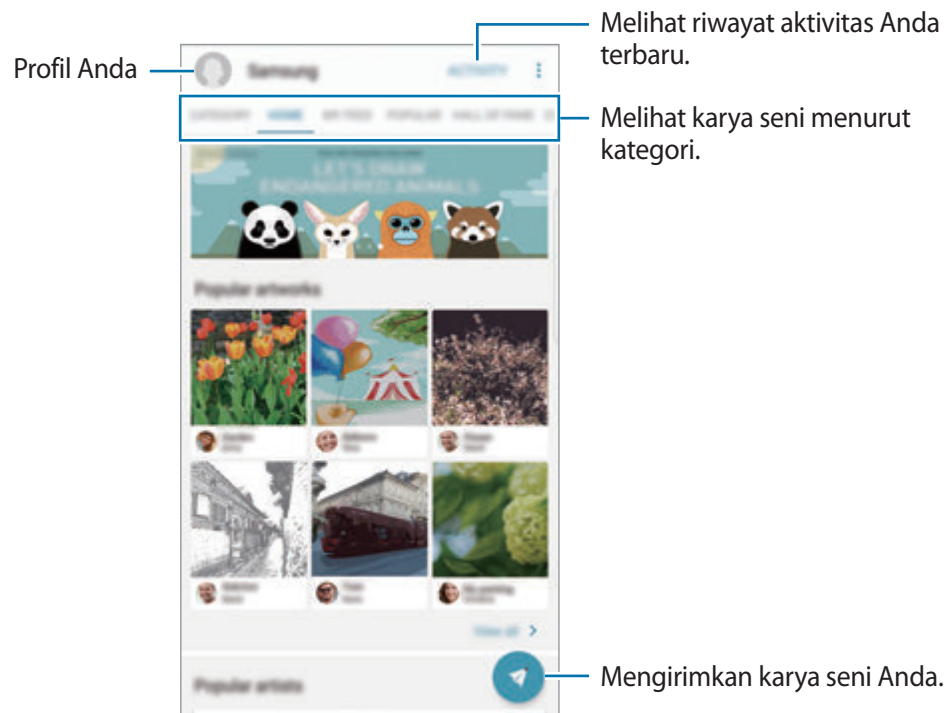 Melihat riwayat aktivitas Anda
terbaru.
Profil Anda
Samsung
ACTIVITY
Melihat karya seni menurut
kategori.
CATEGORY HOME MY FEED POPULAR HALL OF FAME
LET'S DRAW
ENDANGERED ANIMALS
Popular artworks
View all
Popular artists
Mengirimkan karya seni Anda.